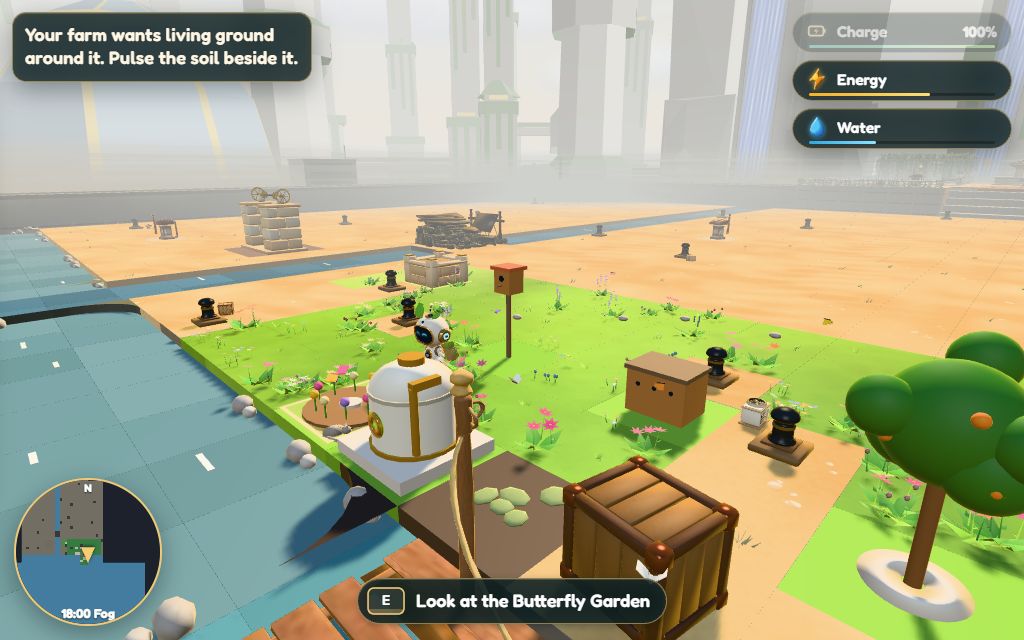 Your farm wants living ground
around it. Pulse the soil beside it.
Charge 100%
Energy
Water
N
18:00 Fog
E Look at the Butterfly Garden